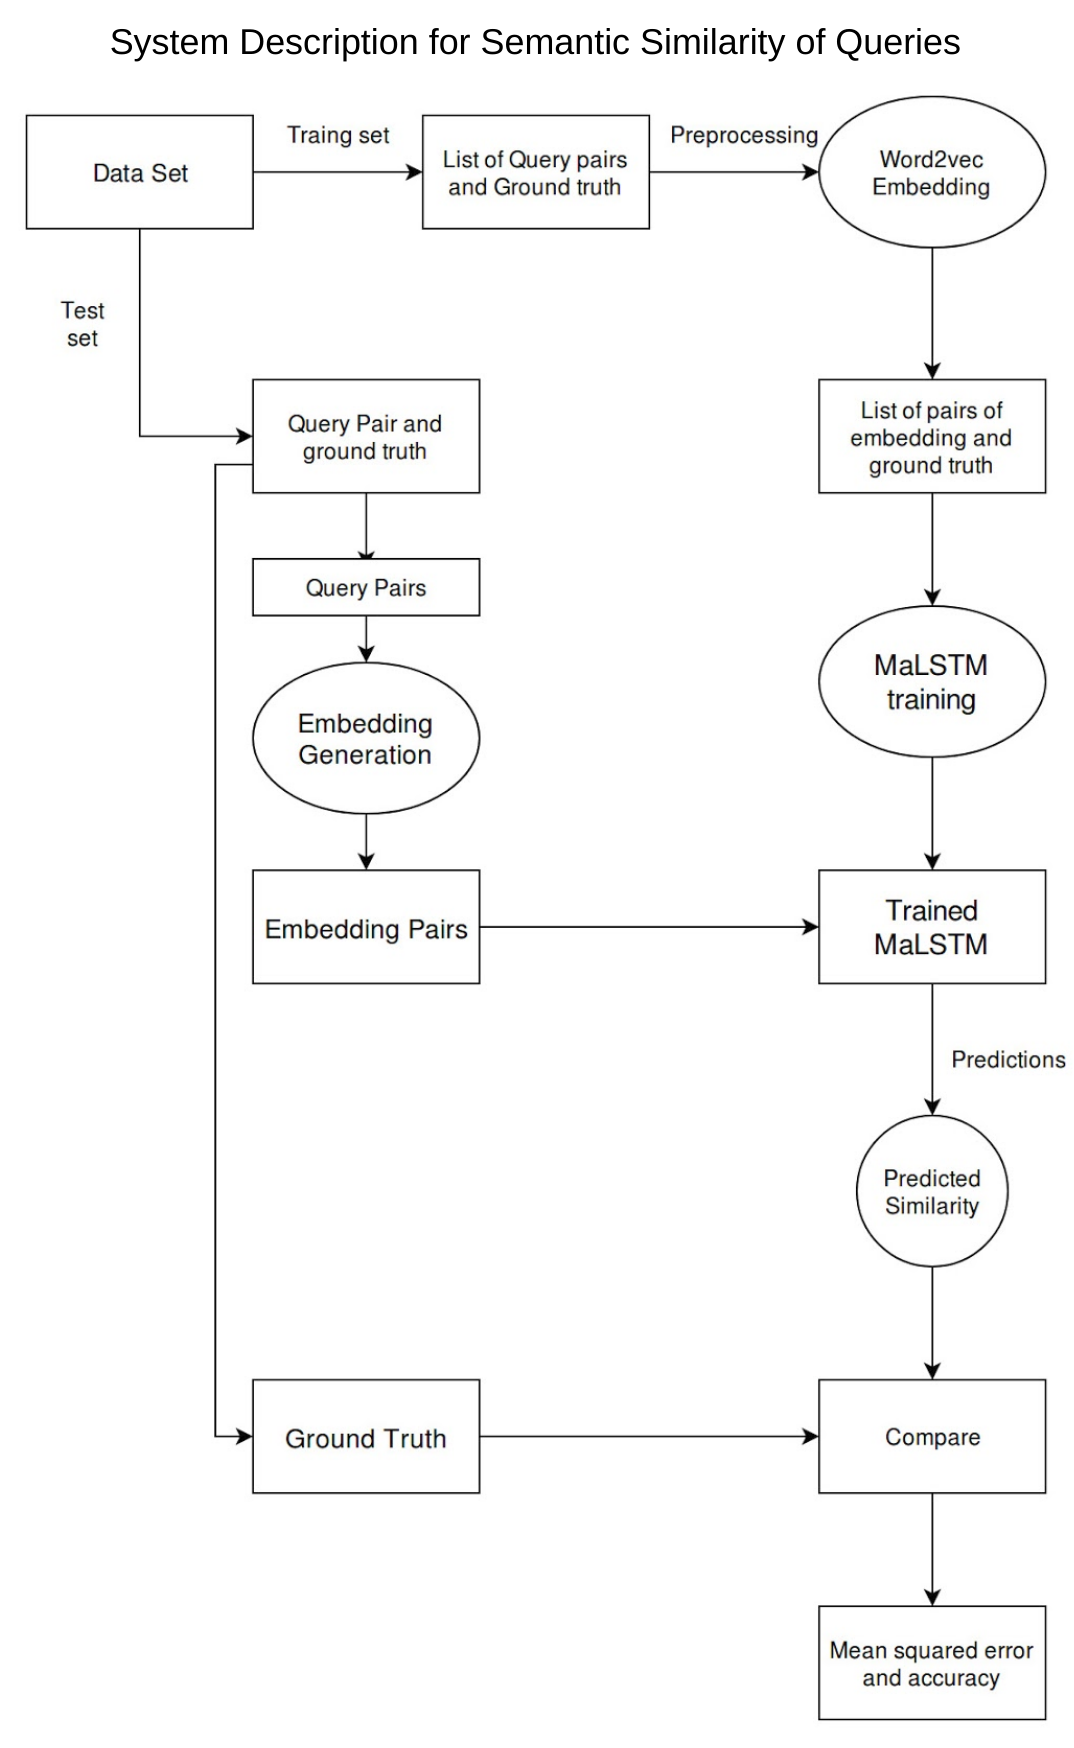 System Description for Semantic Similarity of Queries
Data Set
Traing set
List of Query pairs
and Ground truth
Preprocessing
Word2vec
Embedding
Test
set
Query Pair and
ground truth
List of pairs of
embedding and
ground truth
Query Pairs
MaLSTM
training
Embedding
Generation
Embedding Pairs
Trained
MaLSTM
Predictions
Predicted
Similarity
Ground Truth
Compare
Mean squared error
and accuracy